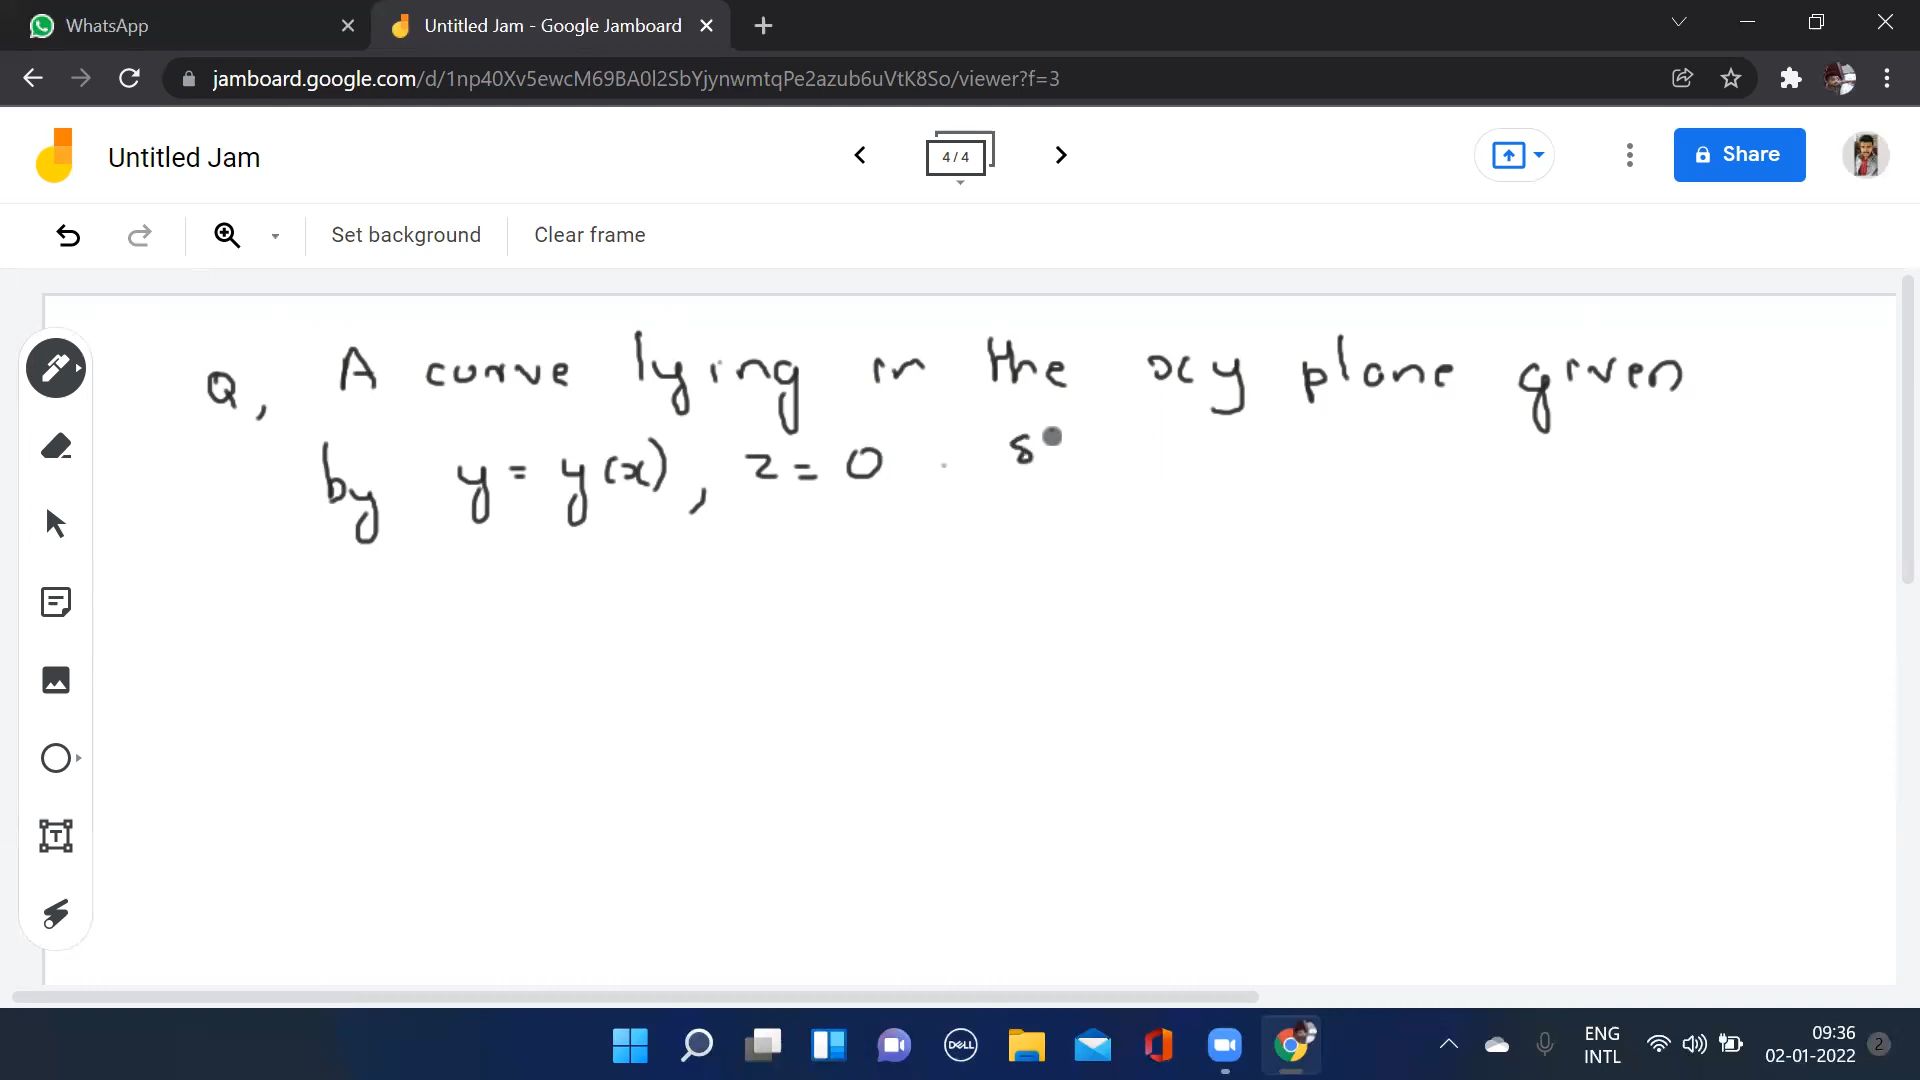 WhatsApp
Untitled Jam - Google Jamboard
jamboard.google.com/d/1np40Xv5ewcM69BA0l2SbYjynwmtqPe2azub6uVtK8So/viewer?f=3
Untitled Jam
4 / 4
Share
Set background
Clear frame
Q, A curve lying in the xy plane given
by y = y(x), z = 0 . s
DELL
ENG
INTL
09:36
02-01-2022
2